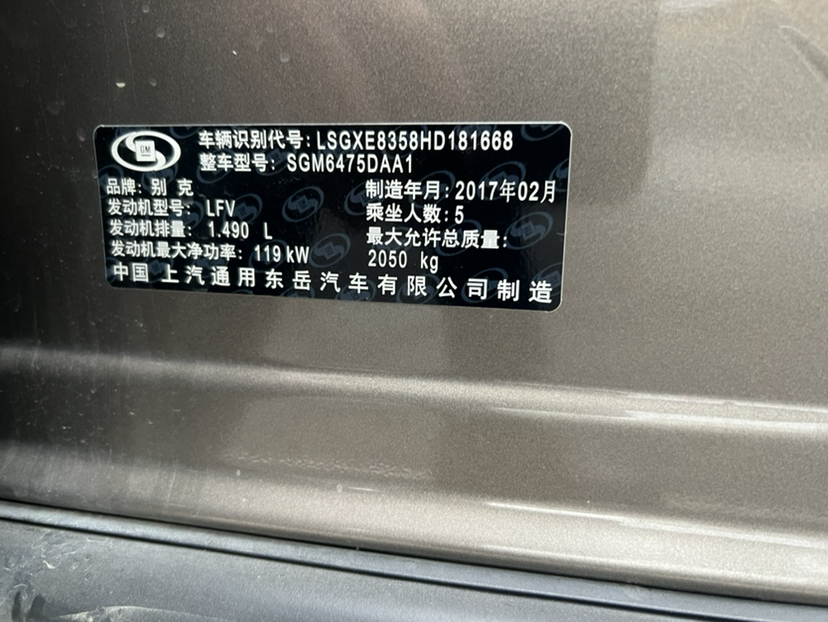 GM
车辆识别代号: LSGXE8358HD181668
整车型号: SGM6475DAA1
品牌: 别 克
制造年月: 2017年02月
发动机型号: LFV
乘坐人数: 5
发动机排量: 1.490 L
最大允许总质量:
发动机最大净功率: 119 kW
2050 kg
中国 上汽通用东岳汽车有限公司制造